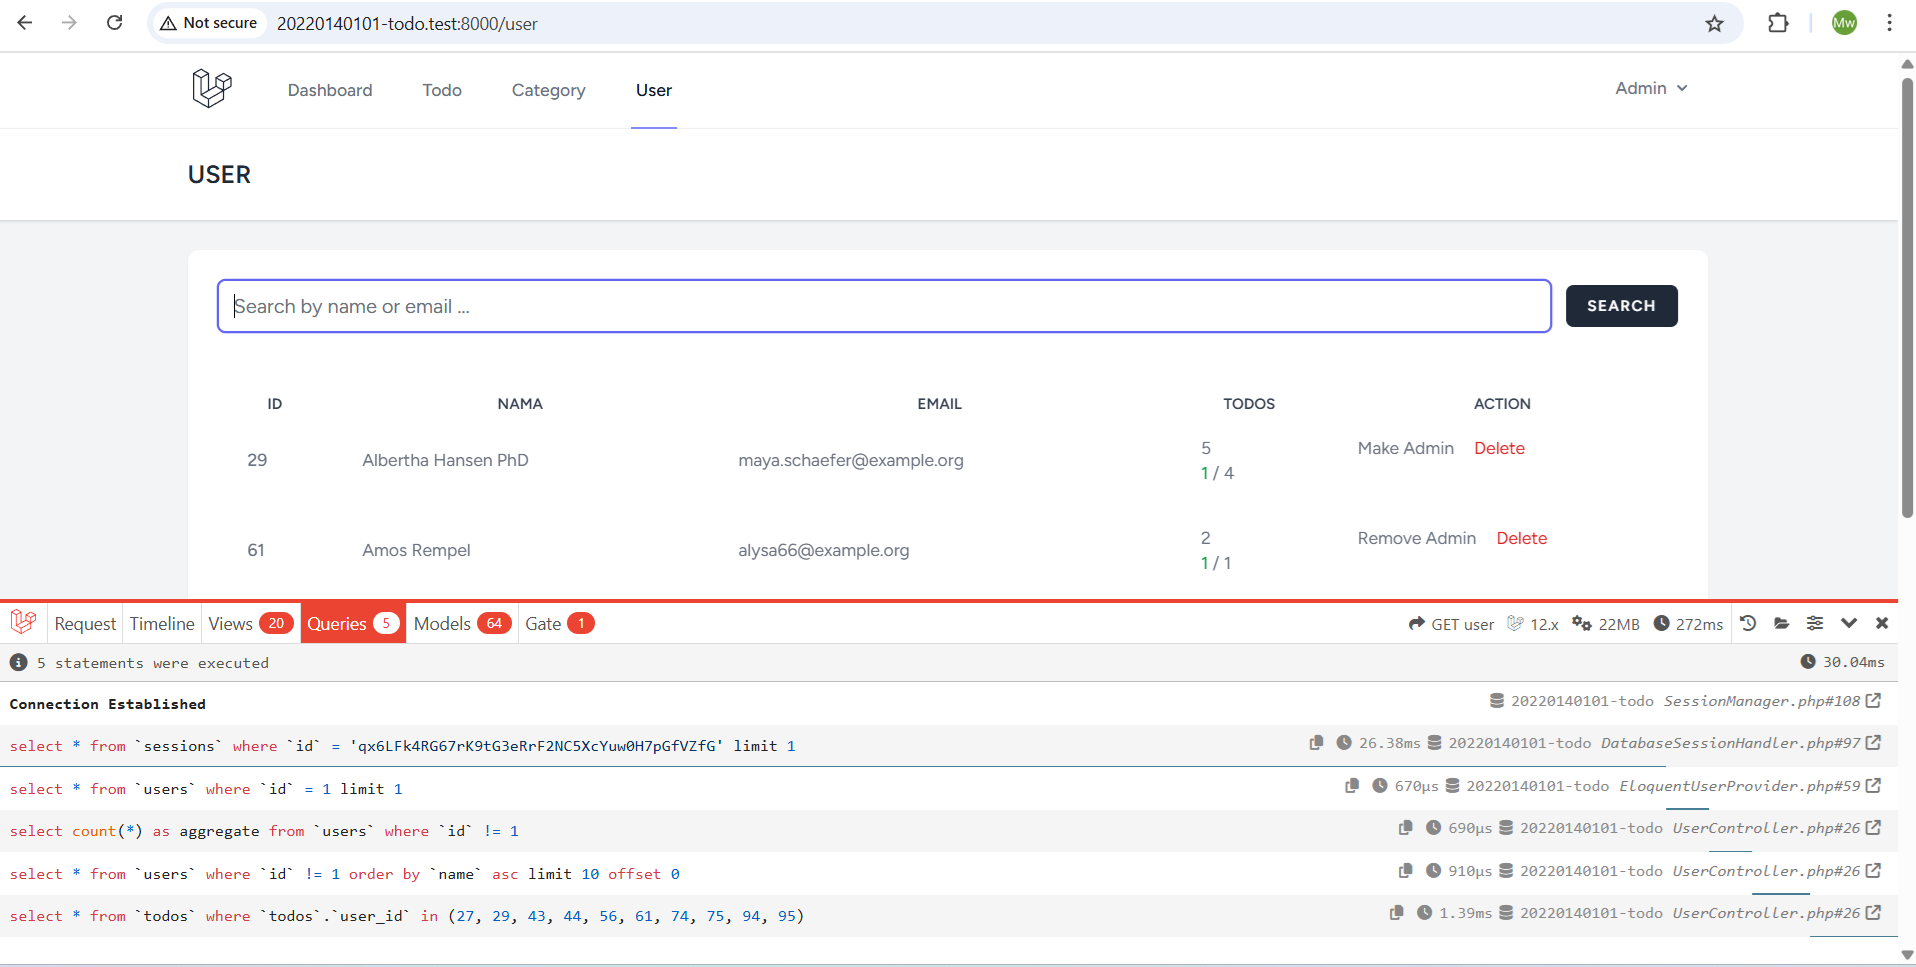 Not secure 20220140101-todo.test:8000/user Mw
Dashboard Todo Category User Admin
USER
Search by name or email ... SEARCH
ID NAMA EMAIL TODOS ACTION
29 Albertha Hansen PhD maya.schaefer@example.org 5 Make Admin Delete
1 / 4
61 Amos Rempel alysa66@example.org 2 Remove Admin Delete
1 / 1
Request Timeline Views 20 Queries 5 Models 64 Gate 1 GET user 12.x 22MB 272ms
5 statements were executed 30.04ms
Connection Established 20220140101-todo SessionManager.php#108
select * from `sessions` where `id` = 'qx6LFk4RG67rK9tG3eRrF2NC5XcYuw0H7pGfVZfG' limit 1 26.38ms 20220140101-todo DatabaseSessionHandler.php#97
select * from `users` where `id` = 1 limit 1 670μs 20220140101-todo EloquentUserProvider.php#59
select count(*) as aggregate from `users` where `id` != 1 690μs 20220140101-todo UserController.php#26
select * from `users` where `id` != 1 order by `name` asc limit 10 offset 0 910μs 20220140101-todo UserController.php#26
select * from `todos` where `todos`.`user_id` in (27, 29, 43, 44, 56, 61, 74, 75, 94, 95) 1.39ms 20220140101-todo UserController.php#26